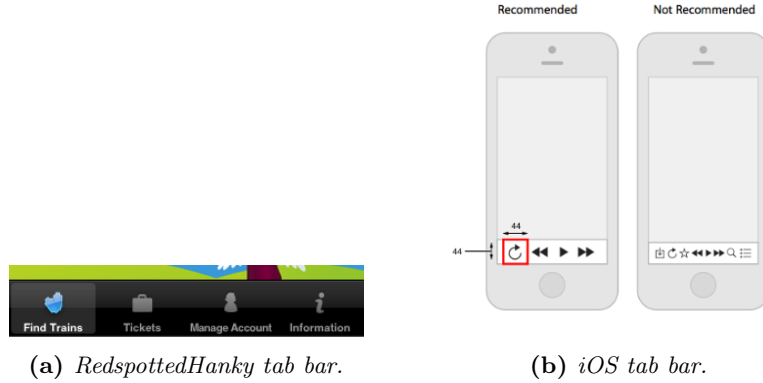 Recommended Not Recommended
44
44
Find Trains Tickets Manage Account Information
(a) RedspottedHanky tab bar.
(b) iOS tab bar.